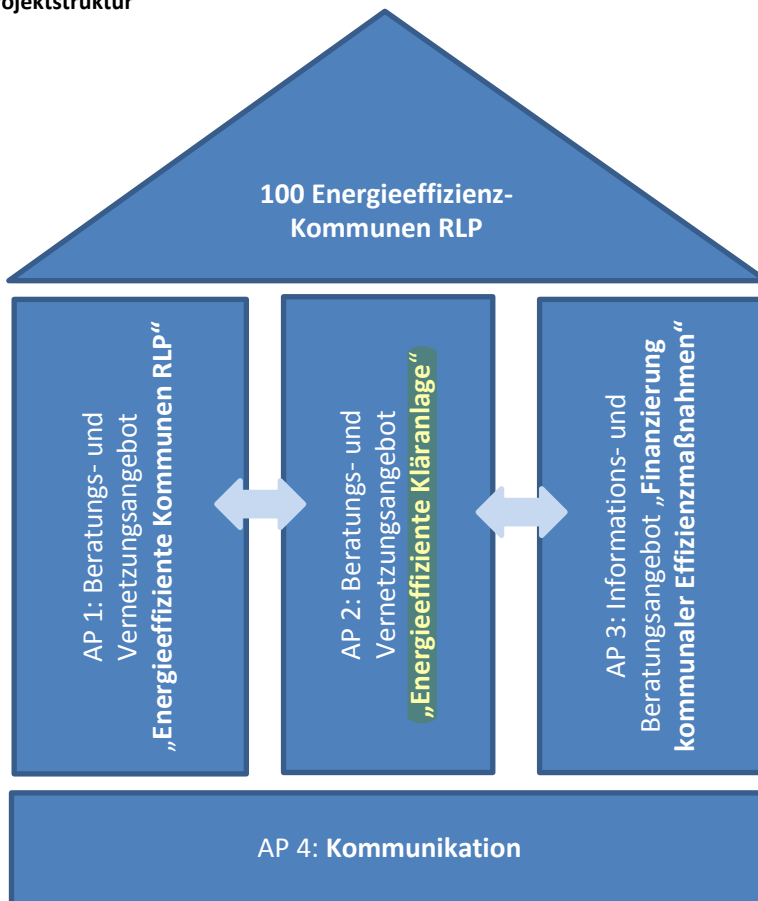 ojektstruktur
100 Energieeffizienz-
Kommunen RLP
AP 1: Beratungs- und
Vernetzungsangebot
„Energieeffiziente Kommunen RLP“
AP 2: Beratungs- und
Vernetzungsangebot
„Energieeffiziente Kläranlage“
AP 3: Informations- und
Beratungsangebot „Finanzierung
kommunaler Effizienzmaßnahmen“
AP 4: Kommunikation